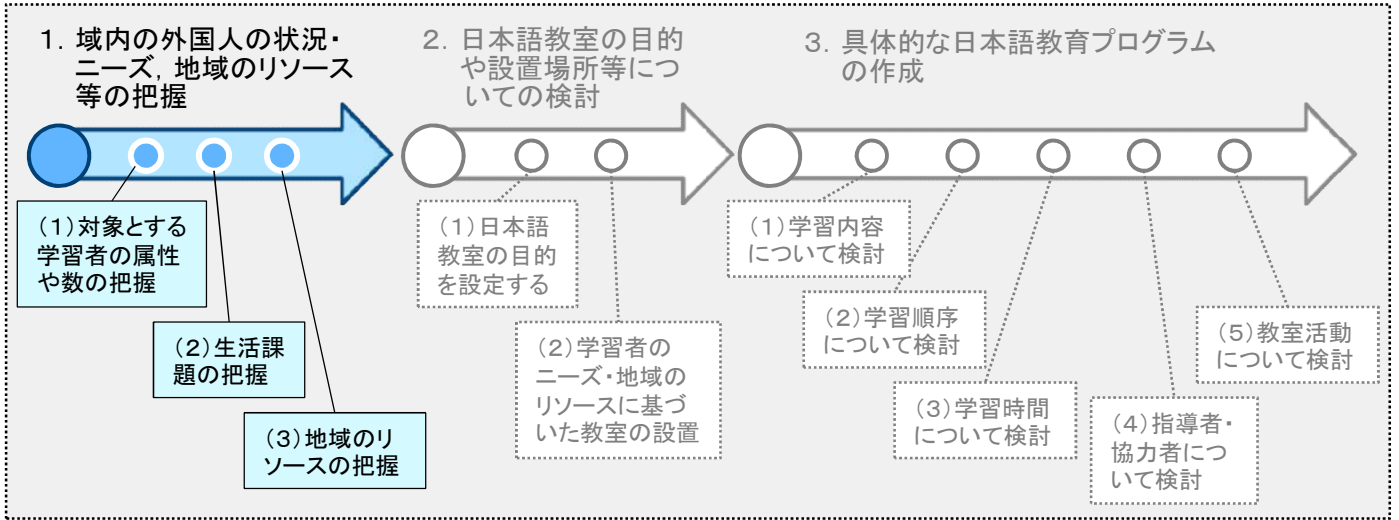 1．域内の外国人の状況・
ニーズ，地域のリソース
等の把握
(1)対象とする
学習者の属性
や数の把握
(2)生活課
題の把握
(3)地域のリ
ソースの把握
2．日本語教室の目的
や設置場所等につ
いての検討
(1)日本語
教室の目的
を設定する
(2)学習者の
ニーズ・地域の
リソースに基づ
いた教室の設置
3．具体的な日本語教育プログラム
の作成
(1)学習内容
について検討
(2)学習順序
について検討
(3)学習時間
について検討
(4)指導者・
協力者につ
いて検討
(5)教室活動
について検討